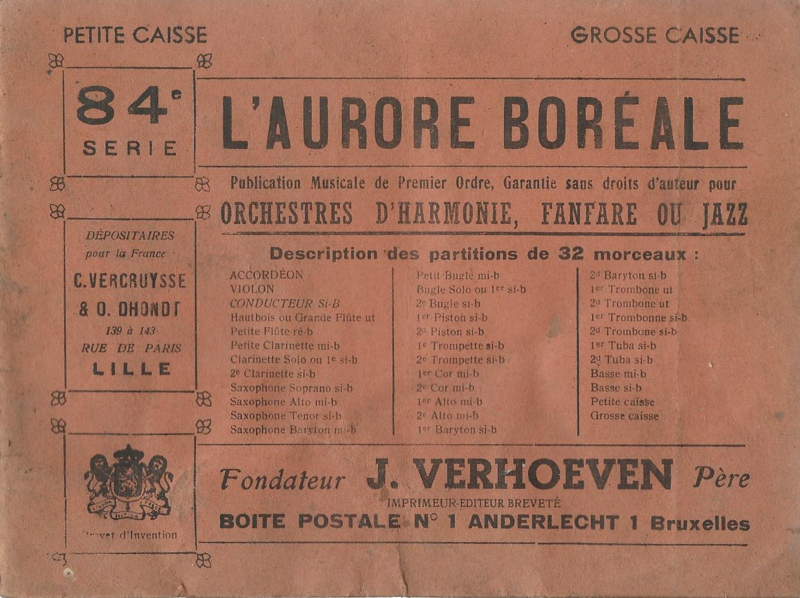 PETITE CAISSE
GROSSE CAISSE
84e
SERIE
L'AURORE BORÉALE
Publication Musicale de Premier Ordre, Garantie sans droits d'auteur pour
ORCHESTRES D'HARMONIE, FANFARE OU JAZZ
DÉPOSITAIRES
pour la France
C. VERCRUYSSE
& O. DHONDT
139 à 143
RUE DE PARIS
LILLE
Description des partitions de 32 morceaux :
ACCORDÉON
VIOLON
CONDUCTEUR Si-B
Hautbois ou Grande Flûte ut
Petite Flûte ré-b
Petite Clarinette mi-b
Clarinette Solo ou 1e si-b
2e Clarinette si-b
Saxophone Soprano si-b
Saxophone Alto mi-b
Saxophone Tenor si-b
Saxophone Baryton mi-b
Petit Bugle mi-b
Bugle Solo ou 1er si-b
2e Bugle si-b
1er Piston si-b
2d Piston si-b
1e Trompette si-b
2e Trompette si-b
1er Cor mi-b
2e Cor mi-b
1er Alto mi-b
2e Alto mi-b
1er Baryton si-b
2d Baryton si-b
1er Trombone ut
2d Trombone ut
1er Trombonne si-b
2d Trombone si-b
1er Tuba si-b
2d Tuba si-b
Basse mi-b
Basse si-b
Petite caisse
Grosse caisse
d'Invention
Fondateur J. VERHOEVEN Père
IMPRIMEUR-EDITEUR BREVETÉ
BOITE POSTALE N° 1 ANDERLECHT 1 Bruxelles